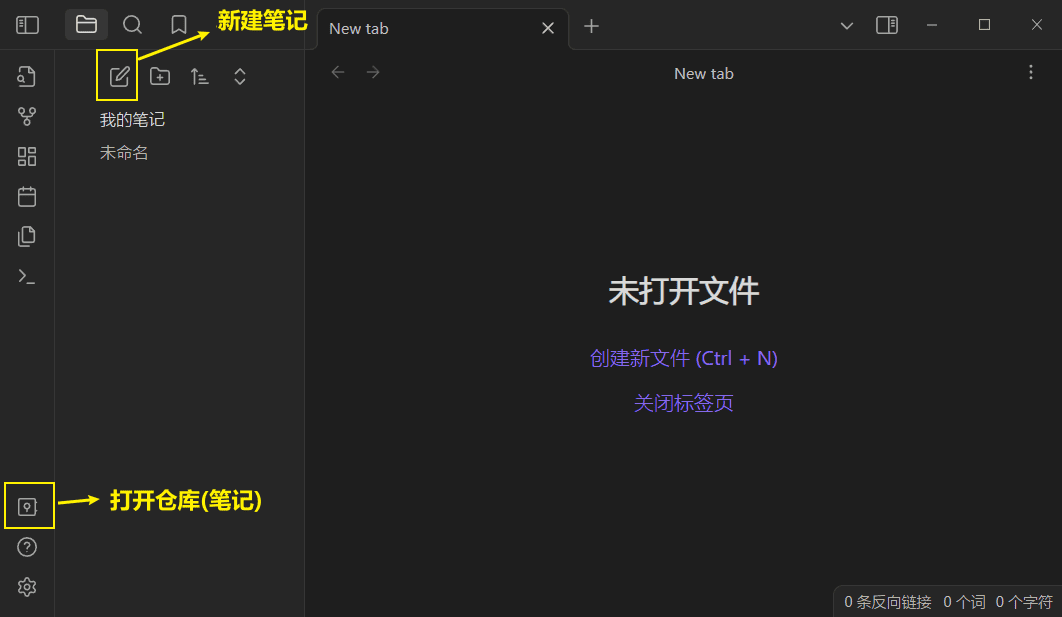 新建笔记
New tab
New tab
我的笔记
未命名
未打开文件
创建新文件 (Ctrl + N)
关闭标签页
打开仓库(笔记)
0 条反向链接 0 个词 0 个字符